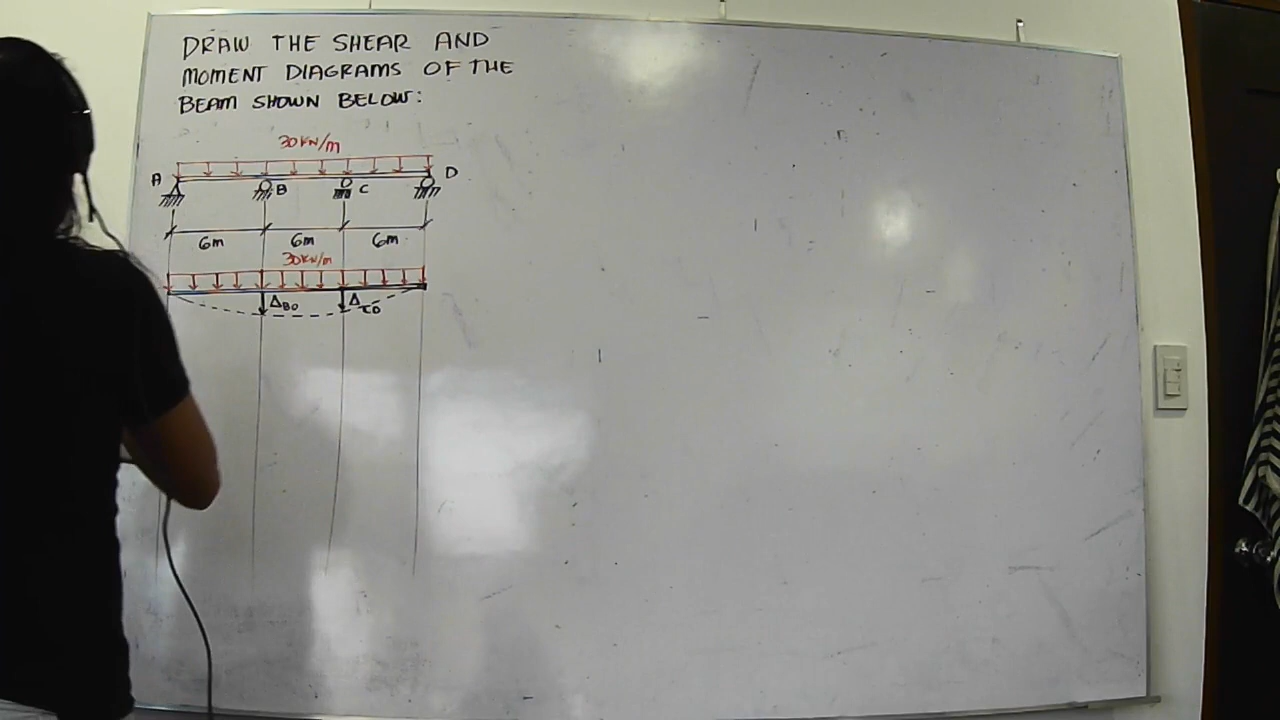 DRAW THE SHEAR AND
MOMENT DIAGRAMS OF THE
BEAM SHOWN BELOW:
30KN/m
A B C D
6m 6m 6m
30KN/m
ΔBO ΔCO